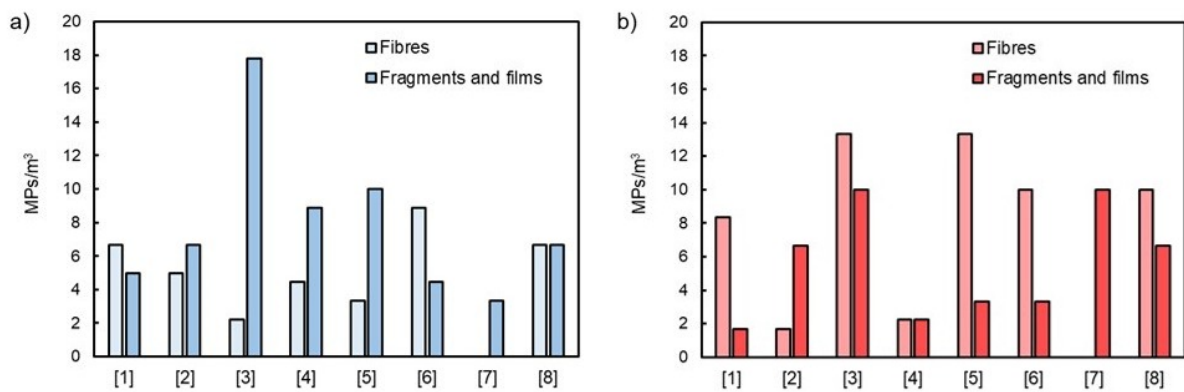 a)
MPs/m³
20
18
16
14
12
10
8
6
4
2
0
Fibres
Fragments and films
[1] [2] [3] [4] [5] [6] [7] [8]
b)
MPs/m³
20
18
16
14
12
10
8
6
4
2
0
Fibres
Fragments and films
[1] [2] [3] [4] [5] [6] [7] [8]